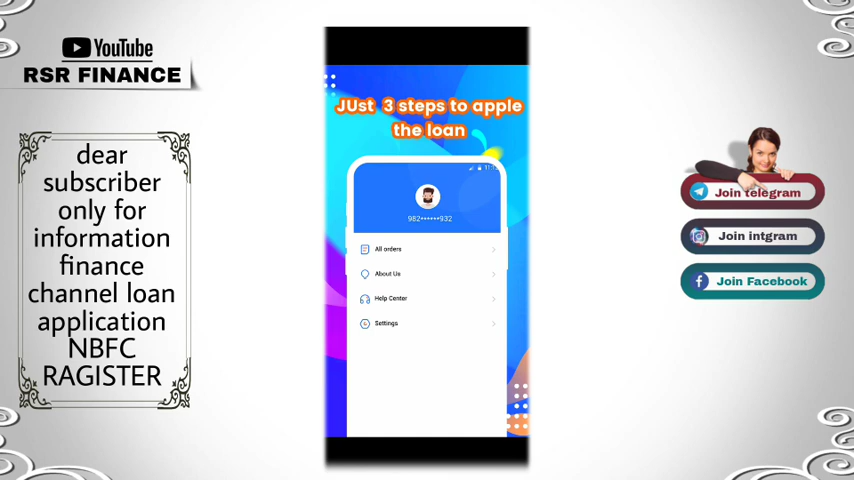 YouTube
RSR FINANCE
dear
subscriber
only for
information
finance
channel loan
application
NBFC
RAGISTER
JUst 3 steps to apple
the loan
982******932
All orders
About Us
Help Center
Settings
Join telegram
Join intgram
Join Facebook